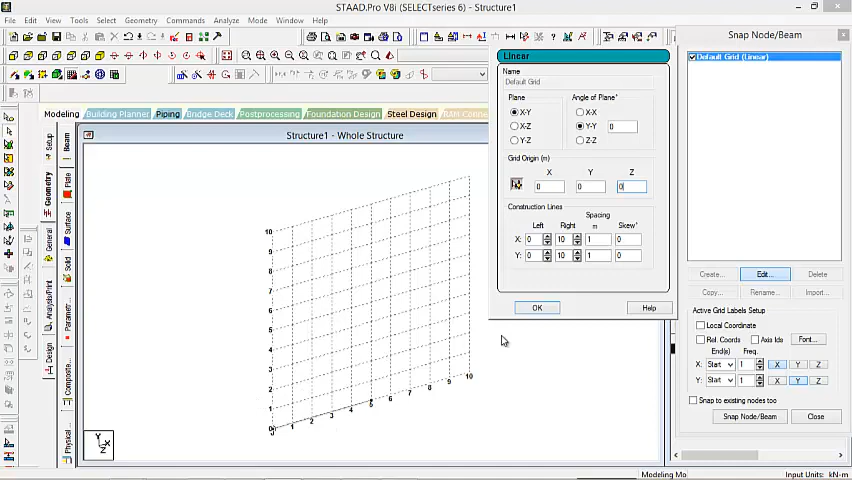 STAAD.Pro V8i (SELECTseries 6) - Structure1
File Edit View Tools Select Geometry Commands Analyze Mode Window Help
Snap Node/Beam
Default Grid (Linear)
Linear
Name
Default Grid
Plane
Angle of Plane°
X-Y
X-X
X-Z
Y-Y 0
Y-Z
Z-Z
Grid Origin (m)
X Y Z
0 0 0
Construction Lines
Spacing
Left Right m Skew°
X: 0 10 1 0
Y: 0 10 1 0
OK Help
Modeling Building Planner Piping Bridge Deck Postprocessing Foundation Design Steel Design
Structure1 - Whole Structure
Setup
Geometry
General
Analysis/Print
Design
Beam
Plate
Surface
Solid
Parametric
Composite
Physical
10
9
8
7
6
5
4
3
2
1
0
1 2 3 4 5 6 7 8 9 10
Y
X
Z
Create... Edit... Delete
Copy... Rename... Import...
Active Grid Labels Setup
Local Coordinate
Rel. Coords Axis Ids Font...
End(s) Freq.
X: Start 1 X Y Z
Y: Start 1 X Y Z
Snap to existing nodes too
Snap Node/Beam Close
Modeling Mo Input Units: kN-m